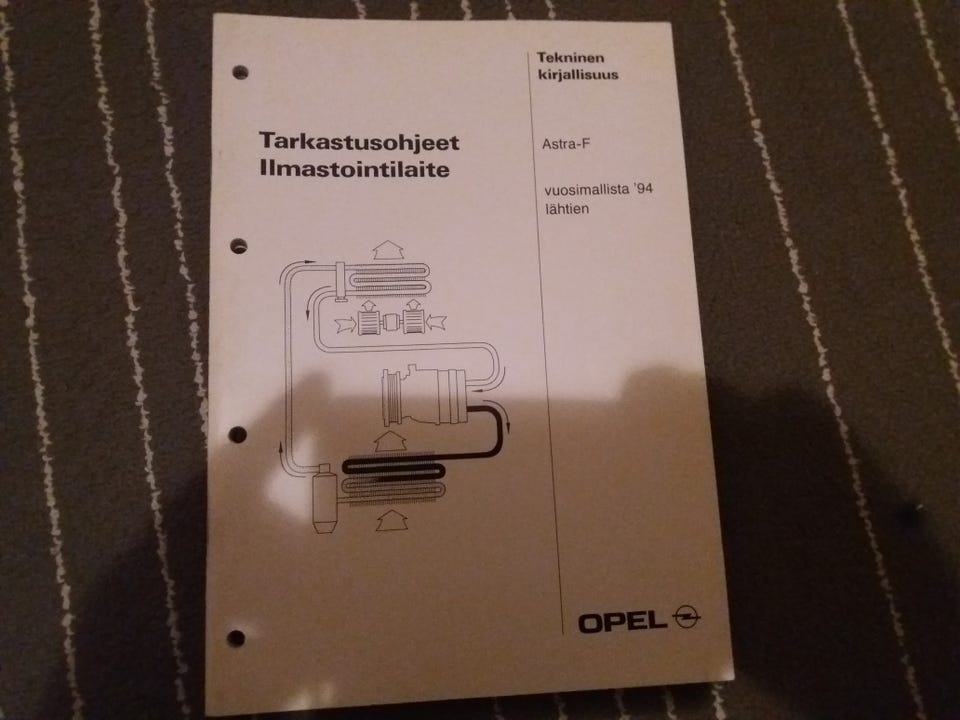 Tarkastusohjeet
Ilmastointilaite
Tekninen
kirjallisuus
Astra-F
vuosimallista '94
lähtien
OPEL